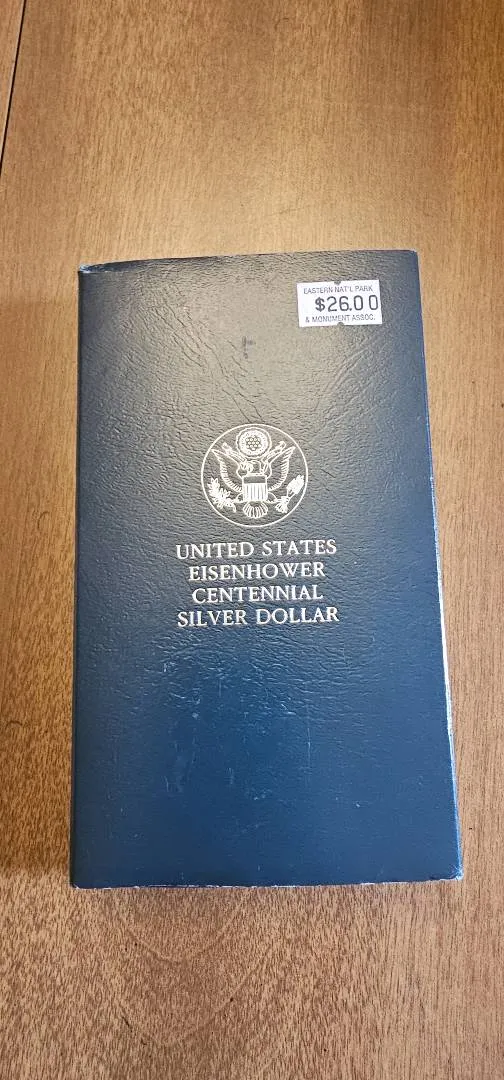 EASTERN NAT'L PARK
$26.00
& MONUMENT ASSOC.
UNITED STATES
EISENHOWER
CENTENNIAL
SILVER DOLLAR